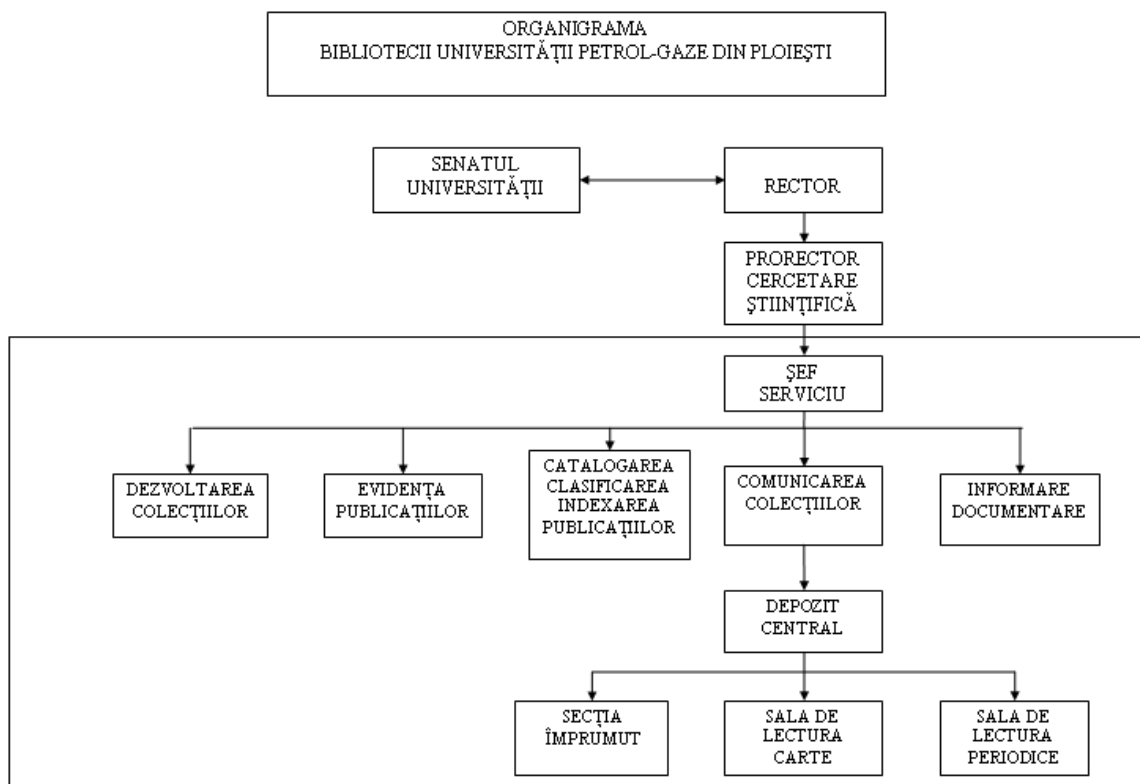 ORGANIGRAMA
BIBLIOTECII UNIVERSITĂŢII PETROL-GAZE DIN PLOIEŞTI
SENATUL
UNIVERSITĂŢII
RECTOR
PRORECTOR
CERCETARE
ŞTIINŢIFICĂ
ŞEF
SERVICIU
DEZVOLTAREA
COLECŢIILOR
EVIDENŢA
PUBLICAŢIILOR
CATALOGAREA
CLASIFICAREA
INDEXAREA
PUBLICAŢIILOR
COMUNICAREA
COLECŢIILOR
INFORMARE
DOCUMENTARE
DEPOZIT
CENTRAL
SECŢIA
ÎMPRUMUT
SALA DE
LECTURA
CARTE
SALA DE
LECTURA
PERIODICE